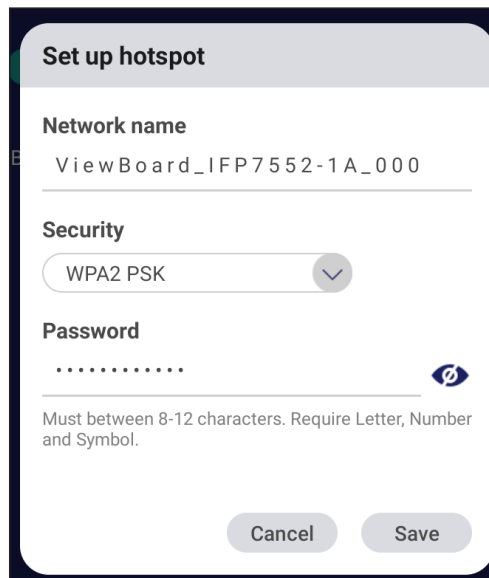 Set up hotspot
Network name
B
ViewBoard_IFP7552-1A_000
Security
WPA2 PSK
Password
••••••••••••
Must between 8-12 characters. Require Letter, Number
and Symbol.
Cancel
Save